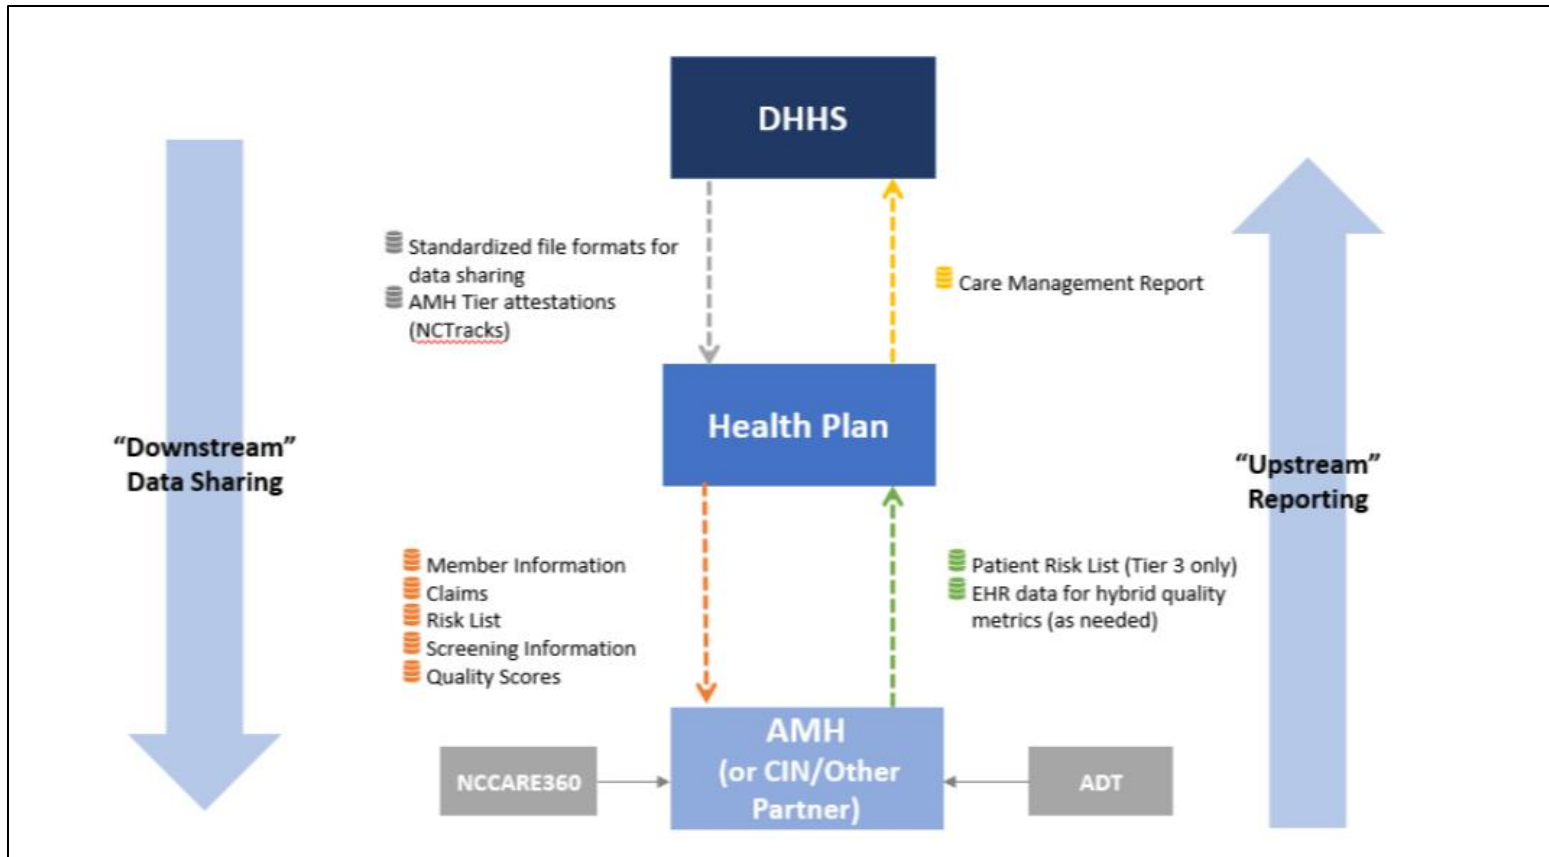 DHHS
Standardized file formats for
data sharing
AMH Tier attestations
(NCTracks)
Care Management Report
Health Plan
“Downstream”
Data Sharing
“Upstream”
Reporting
Member Information
Claims
Risk List
Screening Information
Quality Scores
Patient Risk List (Tier 3 only)
EHR data for hybrid quality
metrics (as needed)
NCCARE360
AMH
(or CIN/Other
Partner)
ADT